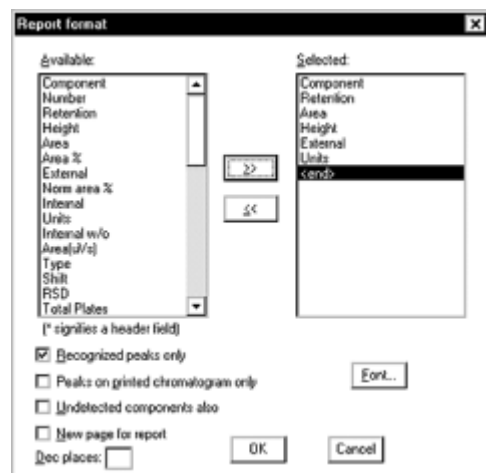 Report format
Available:
Component
Number
Retention
Height
Area
Area %
External
Norm area %
Internal
Units
Internal w/o
Area(uV/s)
Type
Shift
RSD
Total Plates
(* signifies a header field)
>>
<<
Selected:
Component
Retention
Area
Height
External
Units
<end>
Recognized peaks only
Peaks on printed chromatogram only
Undetected components also
New page for report
Dec places:
Font...
OK
Cancel